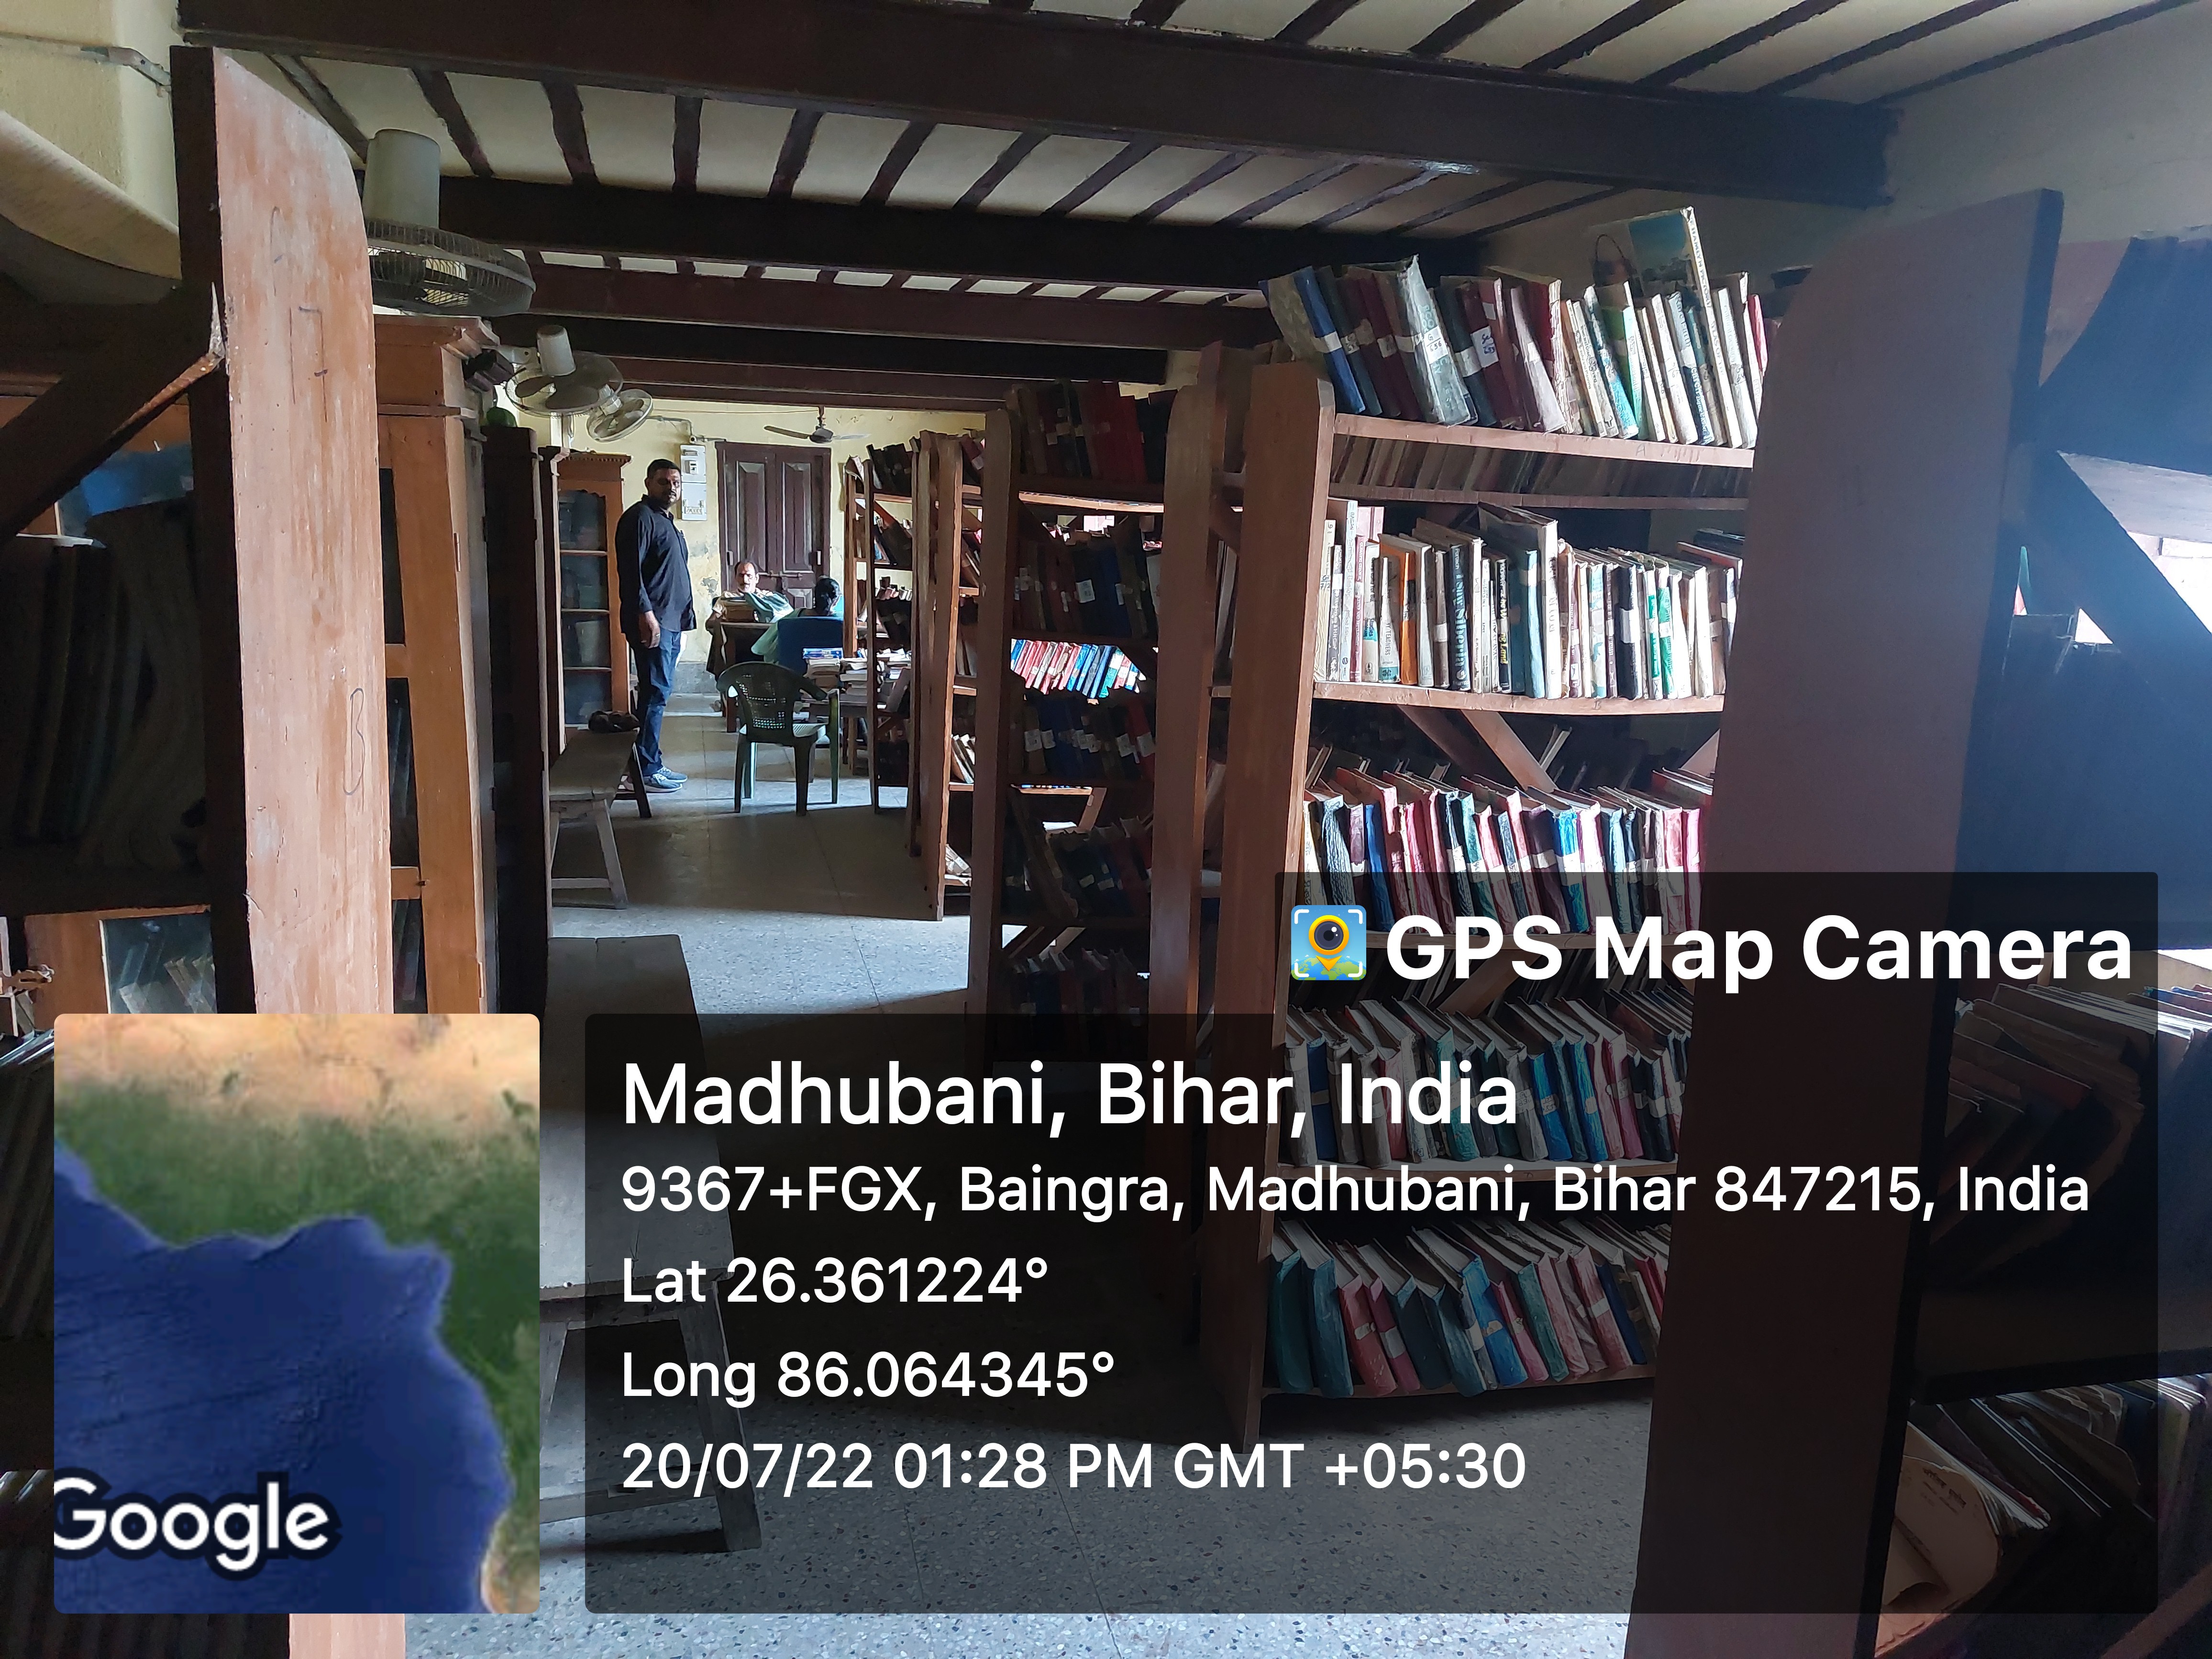 GPS Map Camera
Madhubani, Bihar, India
9367+FGX, Baingra, Madhubani, Bihar 847215, India
Lat 26.361224°
Long 86.064345°
20/07/22 01:28 PM GMT +05:30
Google